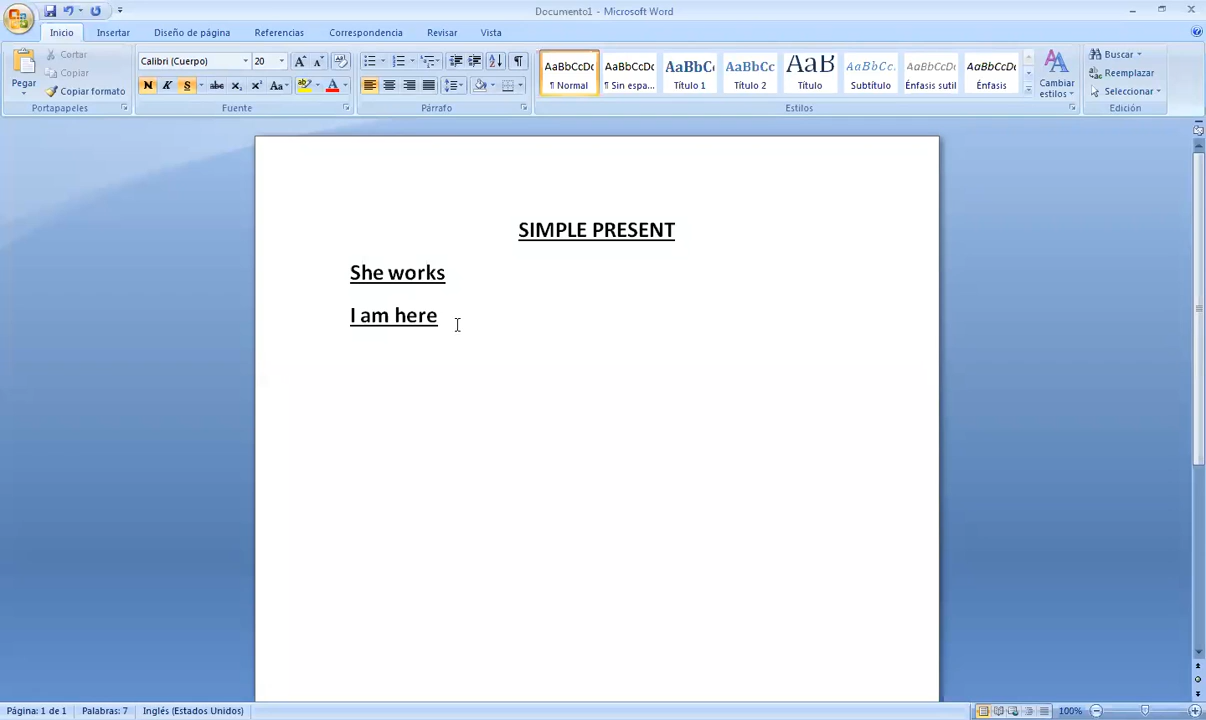 Documento1 - Microsoft Word
Inicio Insertar Diseño de página Referencias Correspondencia Revisar Vista
Pegar Cortar Copiar Copiar formato
Calibri (Cuerpo) 20
AaBbCcDc AaBbCcDc AaBbC AaBbCc AaB AaBbCc. AaBbCcDc AaBbCcDc
¶ Normal ¶ Sin espa... Título 1 Título 2 Título Subtítulo Énfasis sutil Énfasis
Cambiar estilos
Buscar
Reemplazar
Seleccionar
Portapapeles Fuente Párrafo Estilos Edición
SIMPLE PRESENT
She works
I am here
Página: 1 de 1 Palabras: 7 Inglés (Estados Unidos) 100%